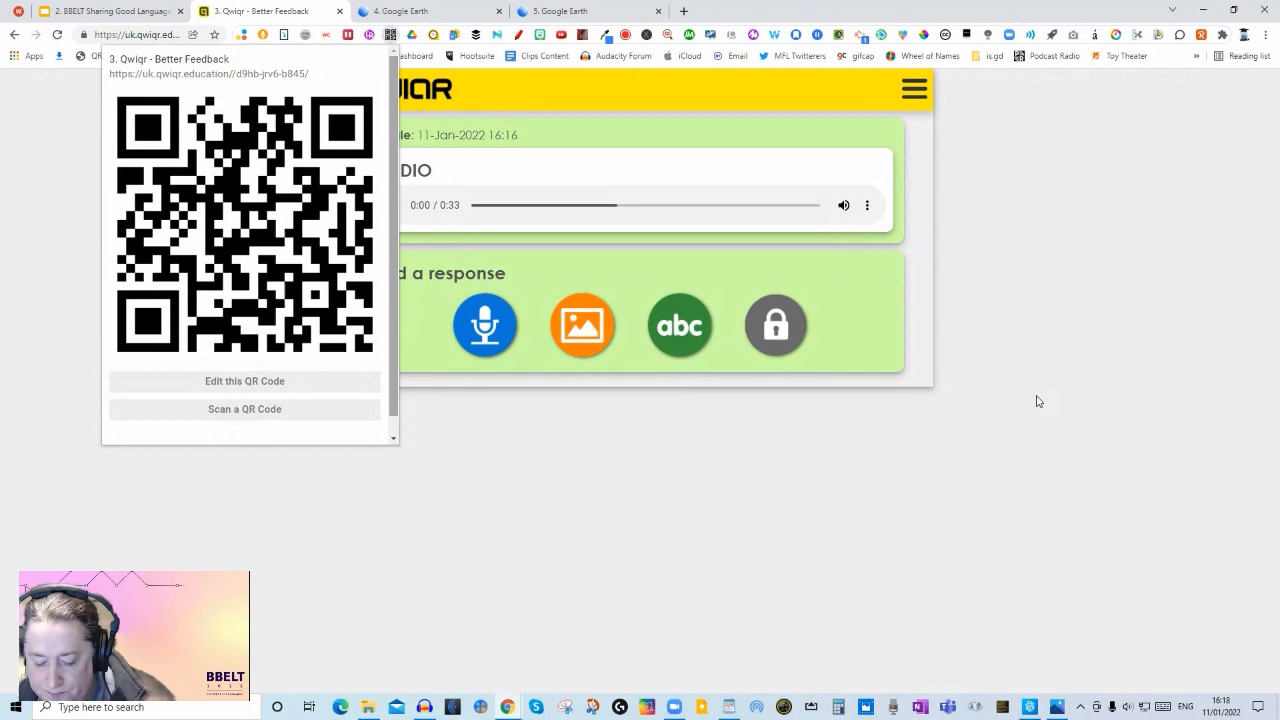 2. BBELT Sharing Good Langua
3. Qwiqr - Better Feedback
4. Google Earth
5. Google Earth
uk.qwiqr.ed...
Apps
Dashboard
Hootsuite
Clips Content
Audacity Forum
iCloud
Email
MFL Twitterers
gifcap
Wheel of Names
is.gd
Podcast Radio
Toy Theater
»
Reading list
3. Qwiqr - Better Feedback
https://uk.qwiqr.education//d9hb-jrv6-b845/
Edit this QR Code
Scan a QR Code
IQR
le: 11-Jan-2022 16:16
DIO
0:00 / 0:33
d a response
abc
BBELT
2022
Type here to search
ENG
16:18
11/01/2022